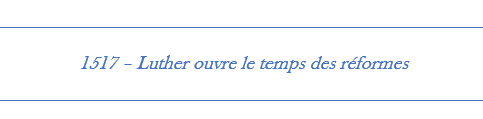 1517 - Luther ouvre le temps des réformes